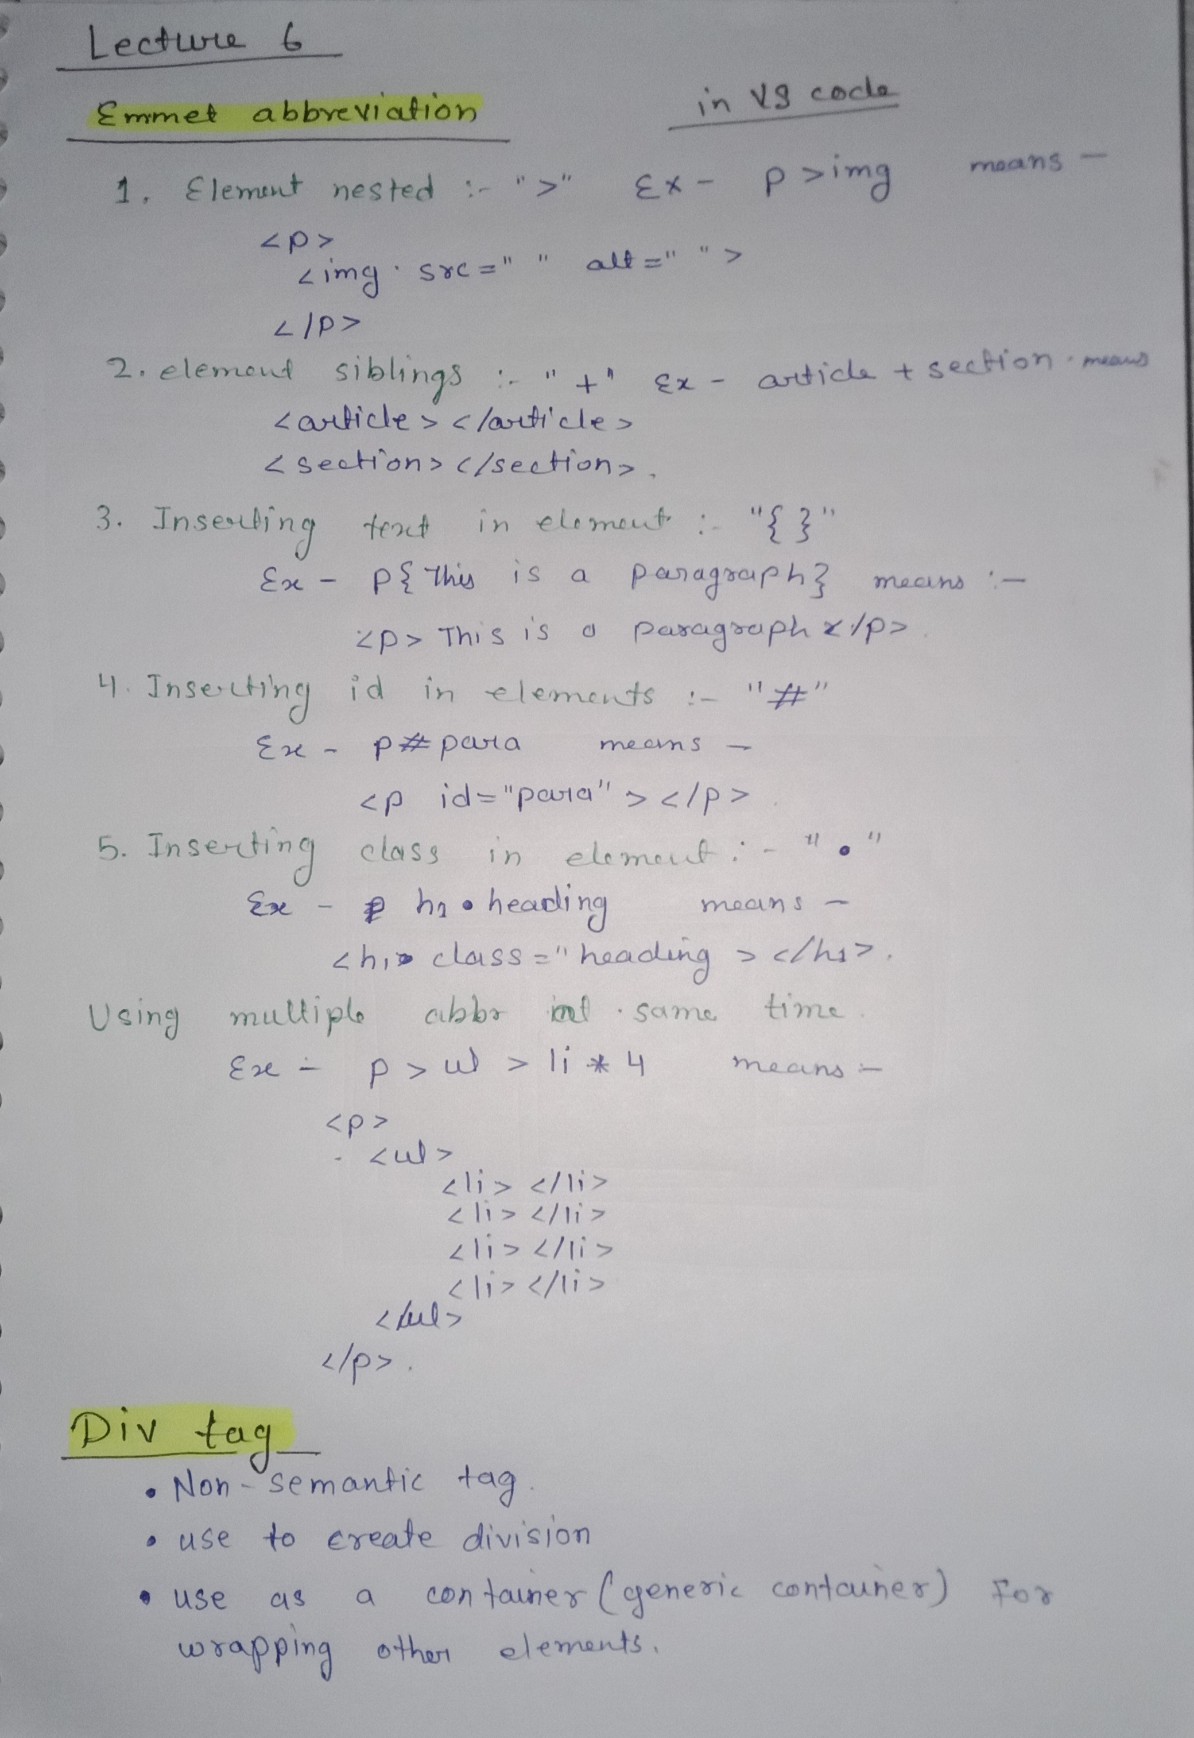 Lecture 6
Emmet abbreviation in VS code
1. Element nested :- ">" Ex - p >img means -
<p>
<img src=" " alt=" ">
</p>
2. element siblings :- "+" Ex - article + section means
<article></article>
<section></section>.
3. Inserting text in element :- "{ }"
Ex - p{This is a paragraph} means :-
<p> This is a paragraph </p>
4. Inserting id in elements :- "#"
Ex - p#para means -
<p id="para"></p>
5. Inserting class in element :- "."
Ex - h1.heading means -
<h1 class="heading ></h1>.
Using multiple abbr at same time.
Ex - p > ul > li * 4 means :-
<p>
<ul>
<li> </li>
<li> </li>
<li> </li>
<li> </li>
</ul>
</p>.
Div tag
• Non-semantic tag.
• use to create division
• use as a container (generic container) for
wrapping other elements.